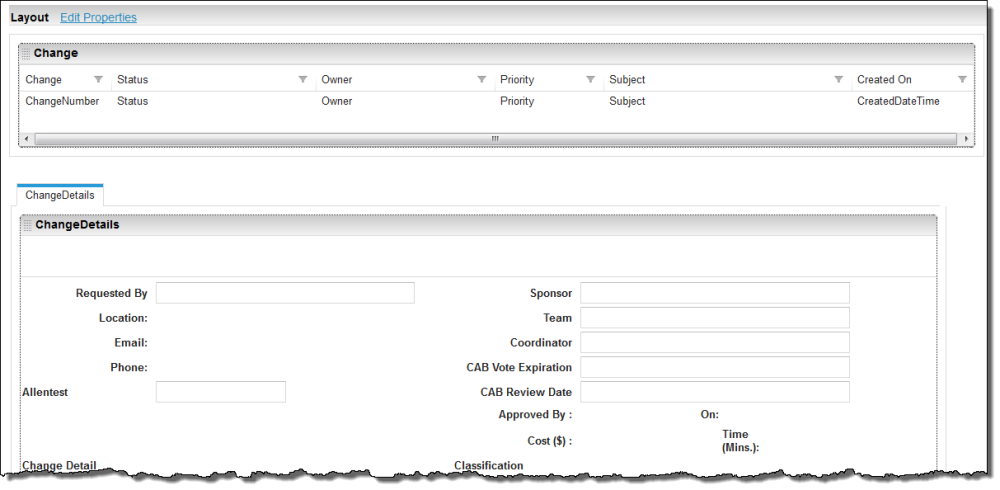 Layout Edit Properties
Change
Change Status Owner Priority Subject Created On
ChangeNumber Status Owner Priority Subject CreatedDateTime
ChangeDetails
ChangeDetails
Requested By Sponsor
Location: Team
Email: Coordinator
Phone: CAB Vote Expiration
Allentest CAB Review Date
Approved By : On:
Cost ($) : Time
(Mins.):
Change Detail Classification